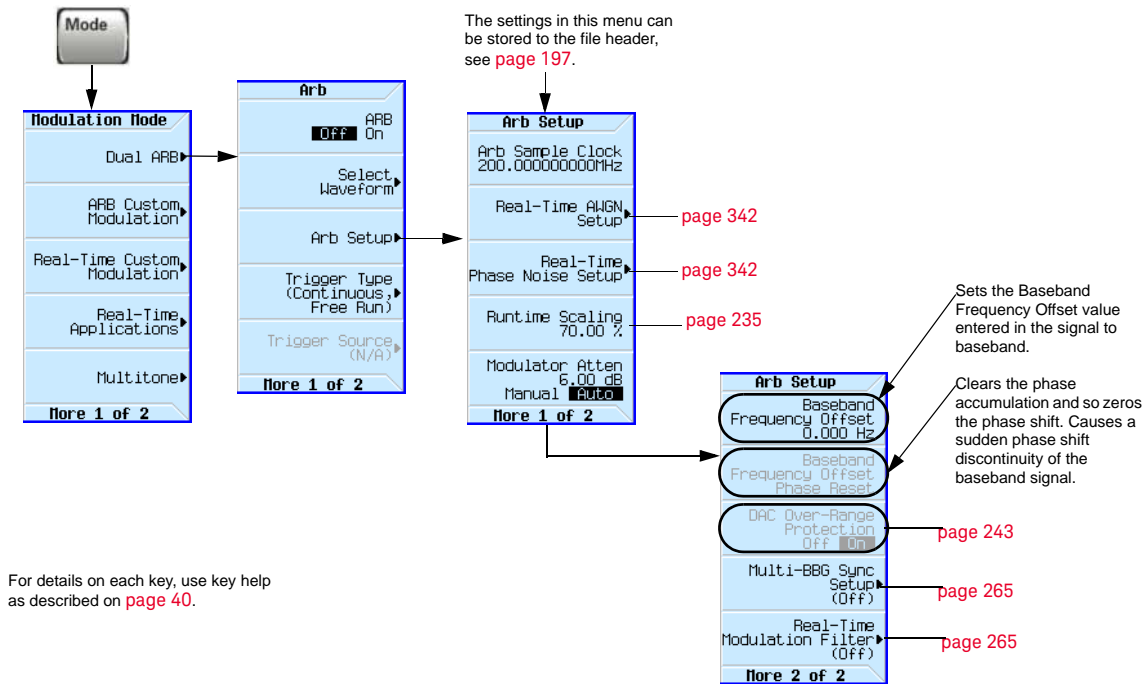 Mode
The settings in this menu can
be stored to the file header,
see page 197.
Modulation Mode
Dual ARB
ARB Custom
Modulation
Real-Time Custom
Modulation
Real-Time
Applications
Multitone
More 1 of 2
Arb
ARB
Off On
Select
Waveform
Arb Setup
Trigger Type
(Continuous,
Free Run)
Trigger Source
(N/A)
More 1 of 2
Arb Setup
Arb Sample Clock
200.000000000MHz
Real-Time AWGN
Setup
page 342
Real-Time
Phase Noise Setup
page 342
Runtime Scaling
70.00 %
page 235
Modulator Atten
6.00 dB
Manual Auto
More 1 of 2
Arb Setup
Baseband
Frequency Offset
0.000 Hz
Sets the Baseband
Frequency Offset value
entered in the signal to
baseband.
Baseband
Frequency Offset
Phase Reset
Clears the phase
accumulation and so zeros
the phase shift. Causes a
sudden phase shift
discontinuity of the
baseband signal.
DAC Over-Range
Protection
Off On
page 243
Multi-BBG Sync
Setup
(Off)
page 265
Real-Time
Modulation Filter
(Off)
page 265
More 2 of 2
For details on each key, use key help
as described on page 40.